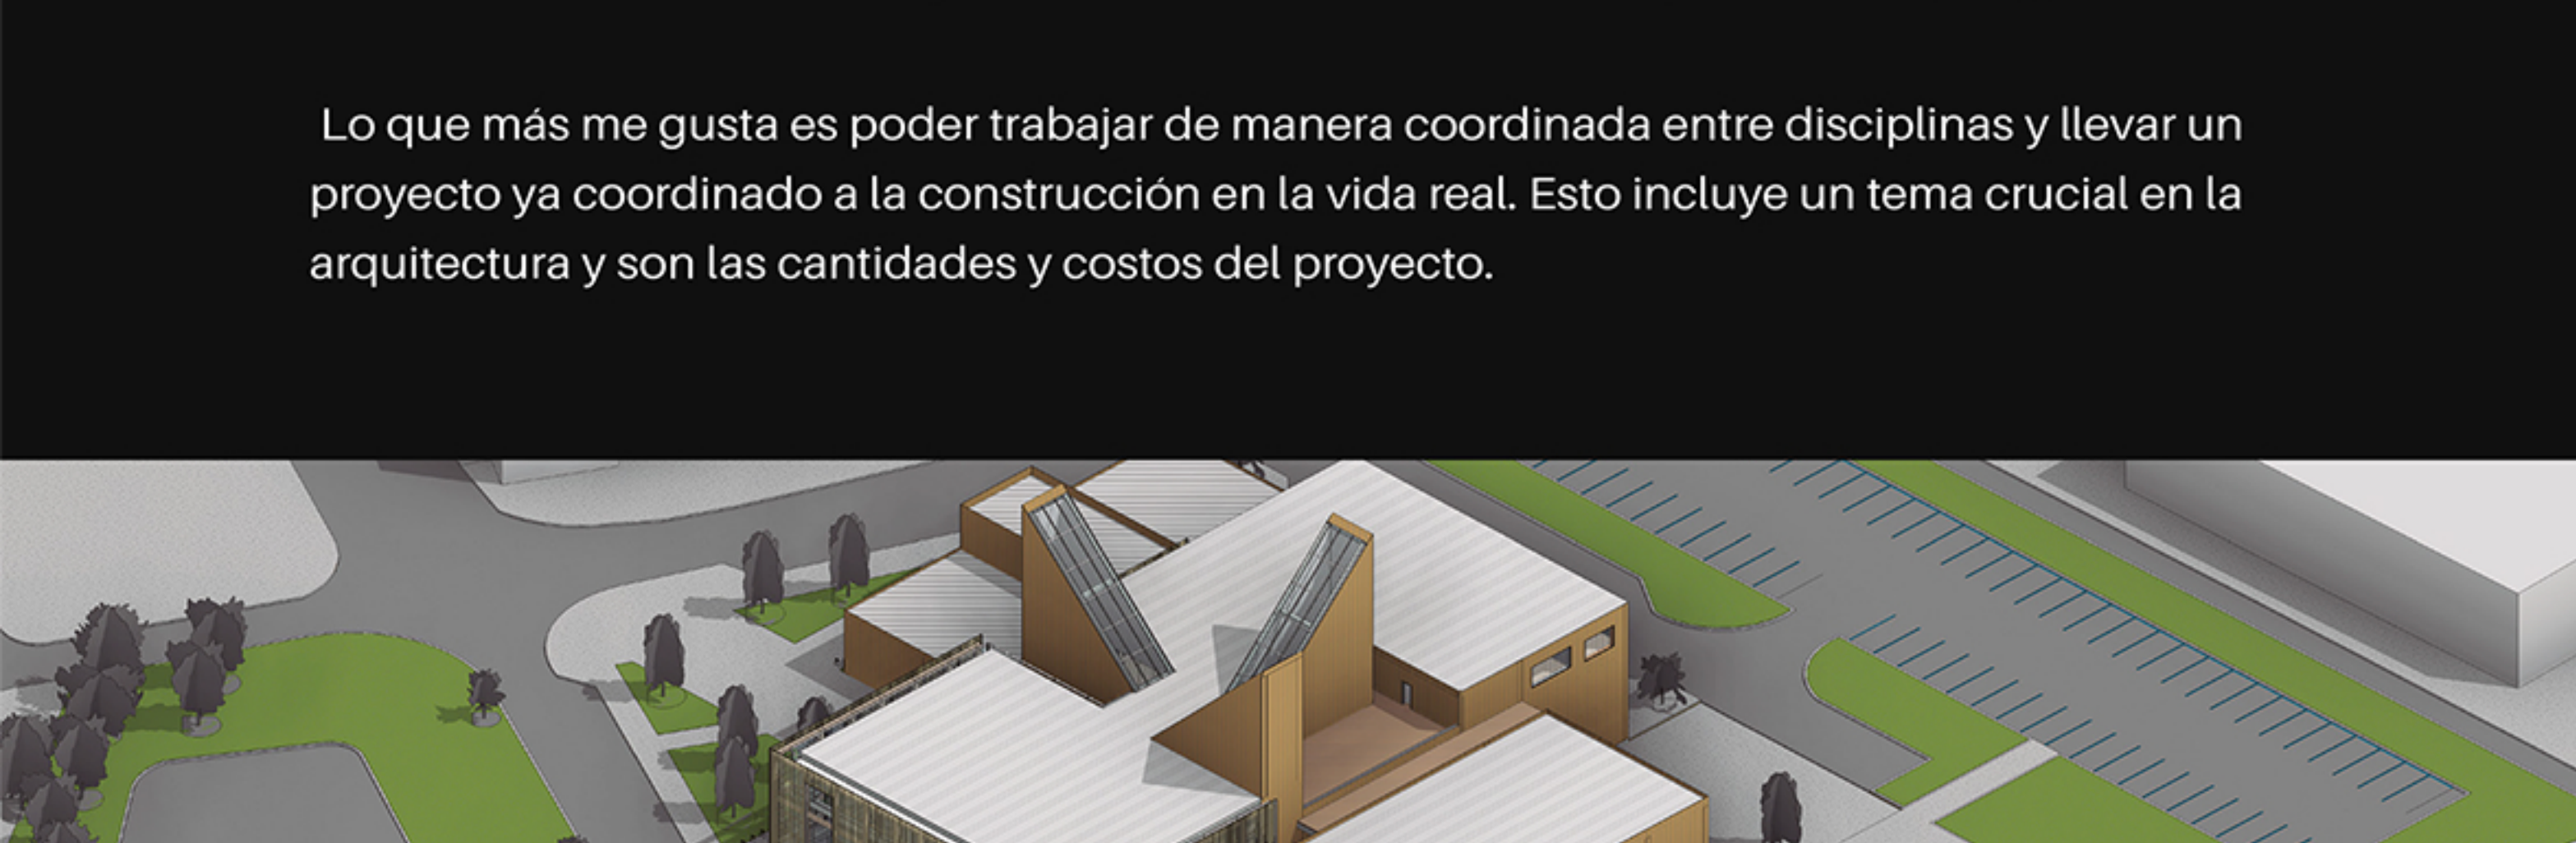 Lo que más me gusta es poder trabajar de manera coordinada entre disciplinas y llevar un
proyecto ya coordinado a la construcción en la vida real. Esto incluye un tema crucial en la
arquitectura y son las cantidades y costos del proyecto.